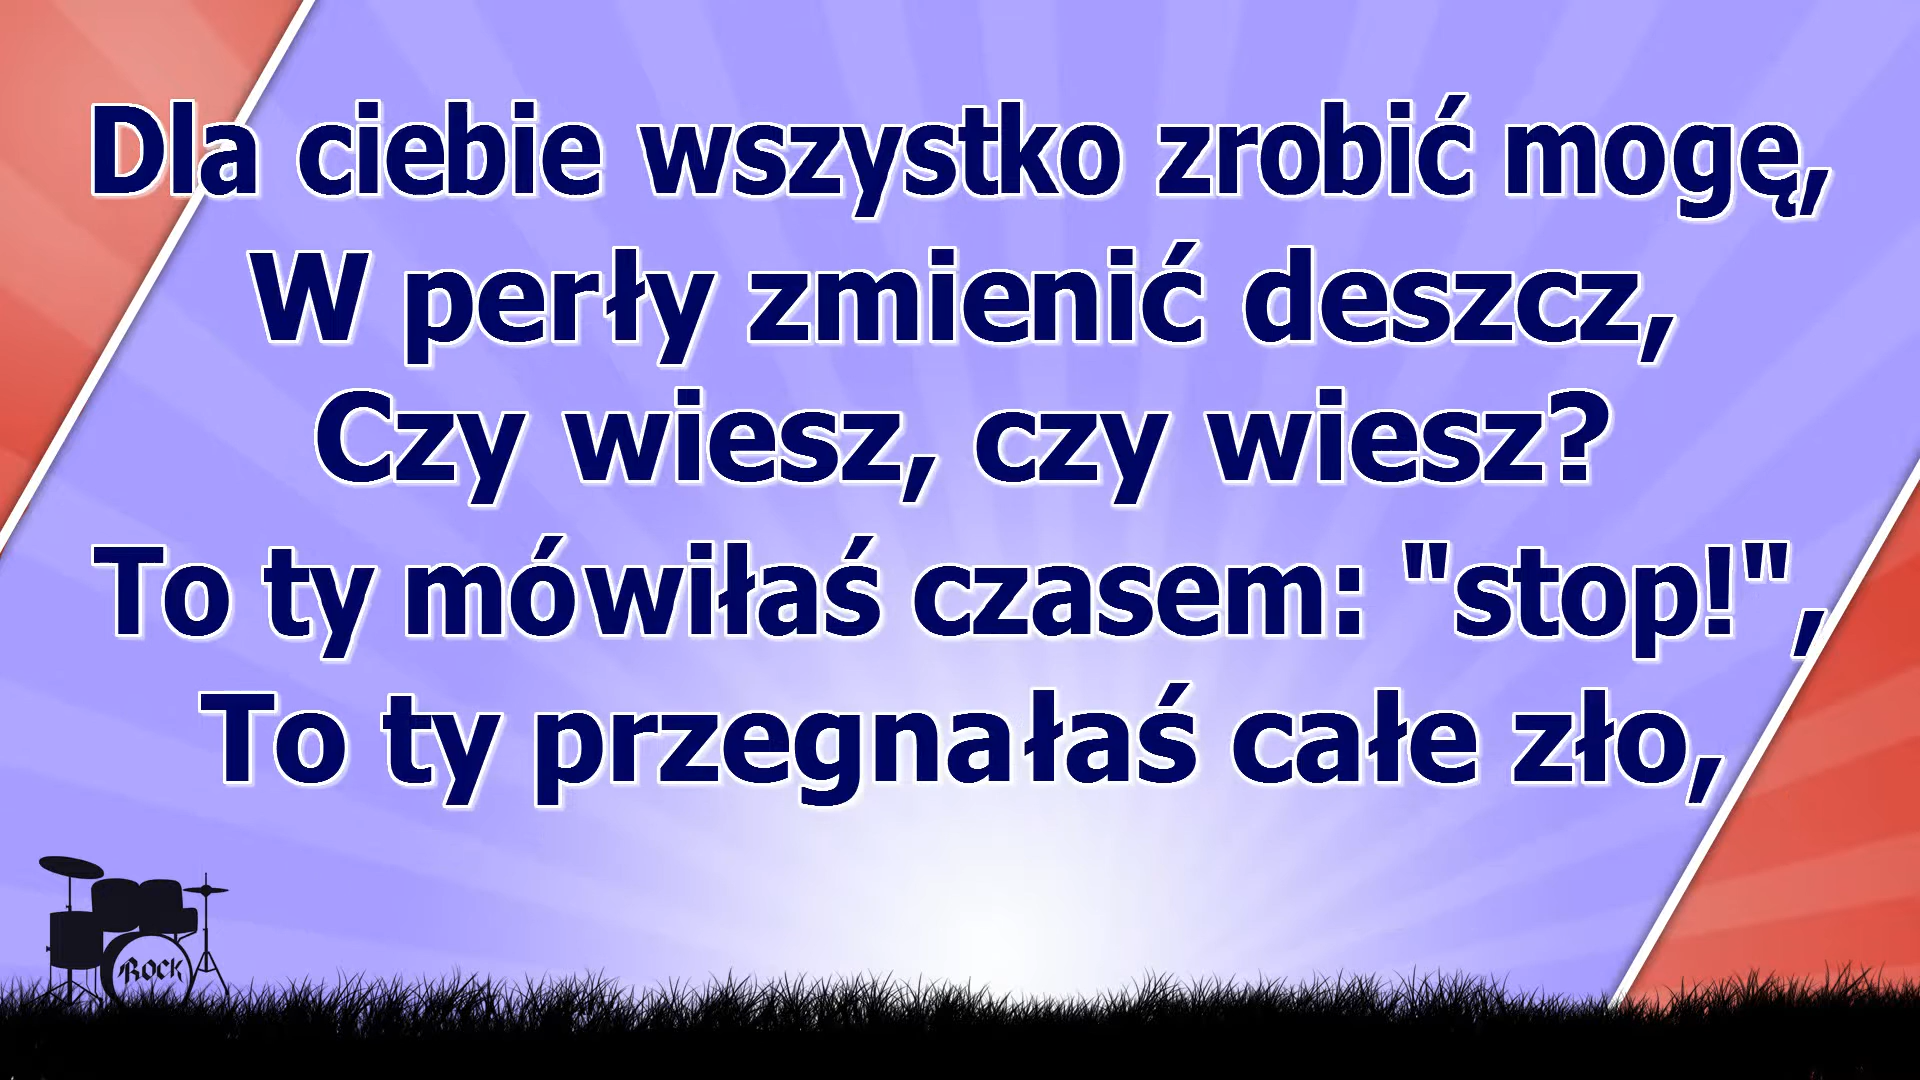 Dla ciebie wszystko zrobić mogę,
W perły zmienić deszcz,
Czy wiesz, czy wiesz?
To ty mówiłaś czasem: "stop!",
To ty przegnałaś całe zło,
ROCK